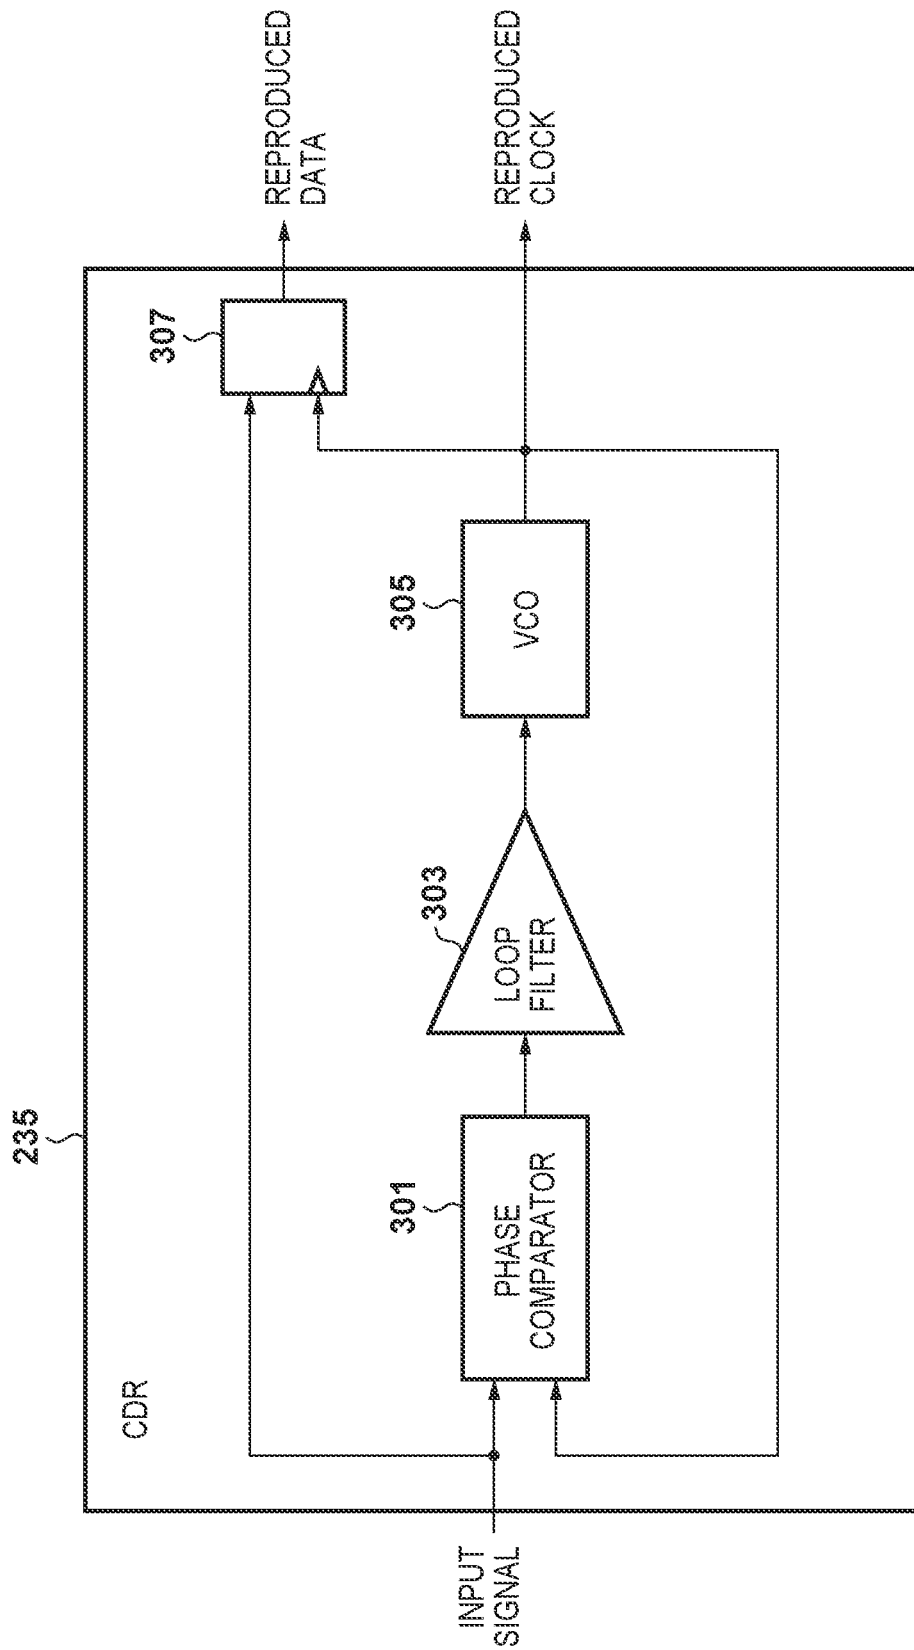 235
CDR
INPUT
SIGNAL
301
PHASE
COMPARATOR
303
LOOP
FILTER
305
VCO
307
REPRODUCED
DATA
REPRODUCED
CLOCK